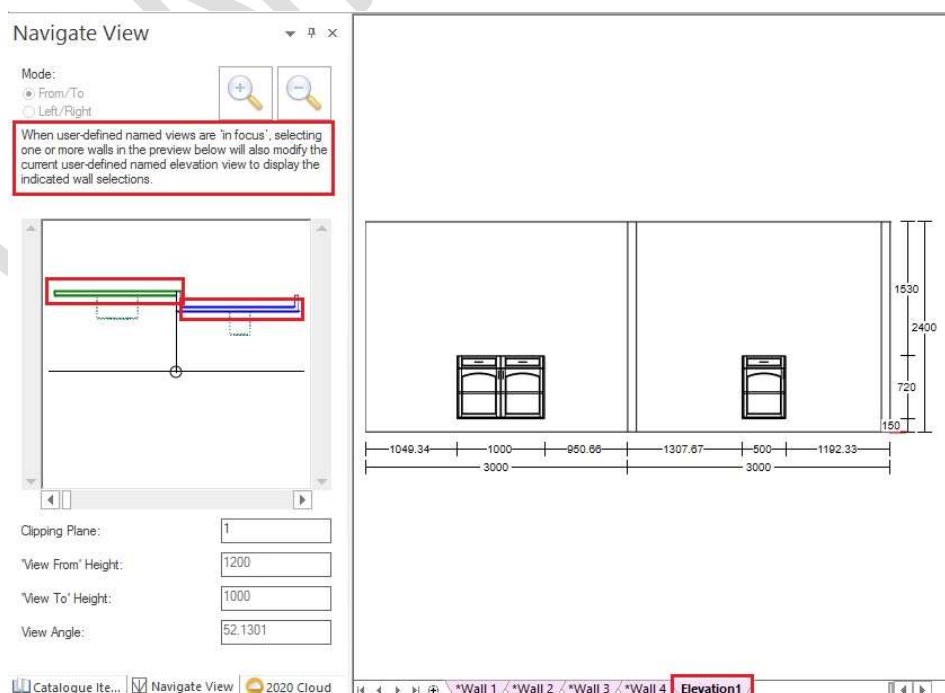 Navigate View
Mode:
From/To
Left/Right
When user-defined named views are 'in focus', selecting
one or more walls in the preview below will also modify the
current user-defined named elevation view to display the
indicated wall selections.
Clipping Plane: 1
'View From' Height: 1200
'View To' Height: 1000
View Angle: 52.1301
Catalogue Ite... Navigate View 2020 Cloud
1530
2400
720
150
1049.34 1000 950.66 1307.67 500 1192.33
3000 3000
*Wall 1 *Wall 2 *Wall 3 *Wall 4 Elevation1